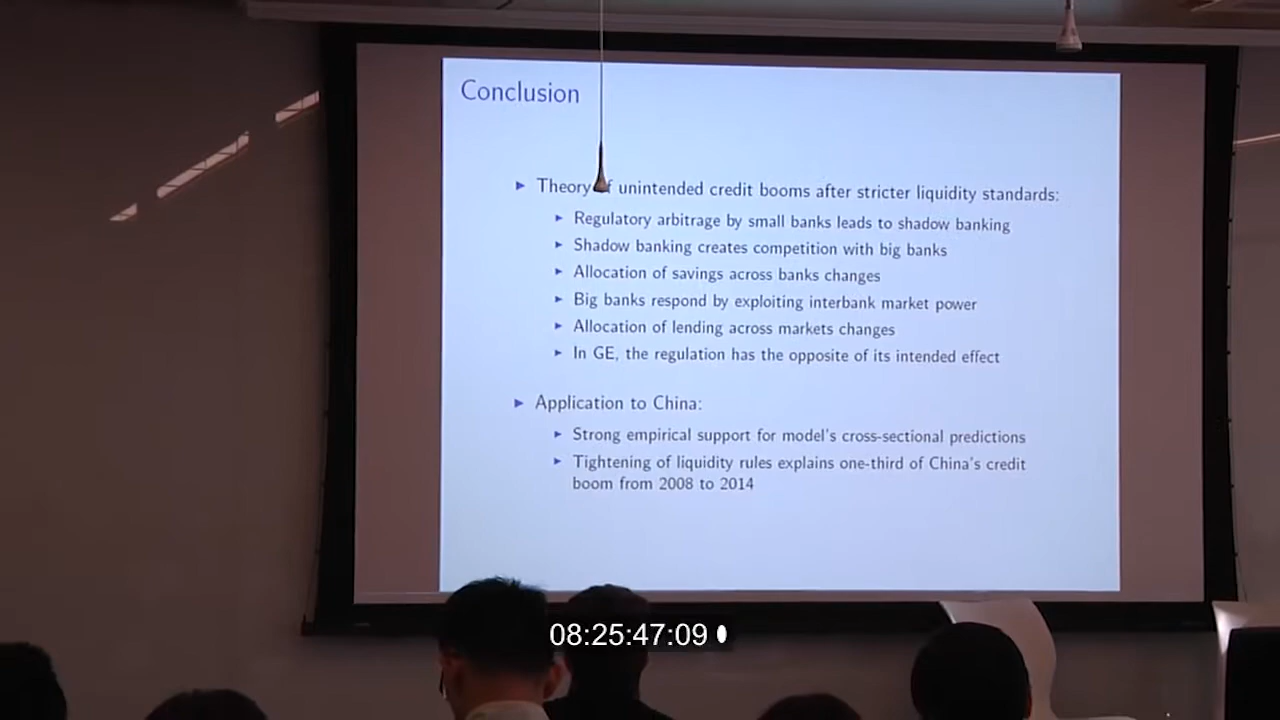 Conclusion
Theory of unintended credit booms after stricter liquidity standards:
Regulatory arbitrage by small banks leads to shadow banking
Shadow banking creates competition with big banks
Allocation of savings across banks changes
Big banks respond by exploiting interbank market power
Allocation of lending across markets changes
In GE, the regulation has the opposite of its intended effect
Application to China:
Strong empirical support for model's cross-sectional predictions
Tightening of liquidity rules explains one-third of China's credit
boom from 2008 to 2014
08:25:47:09